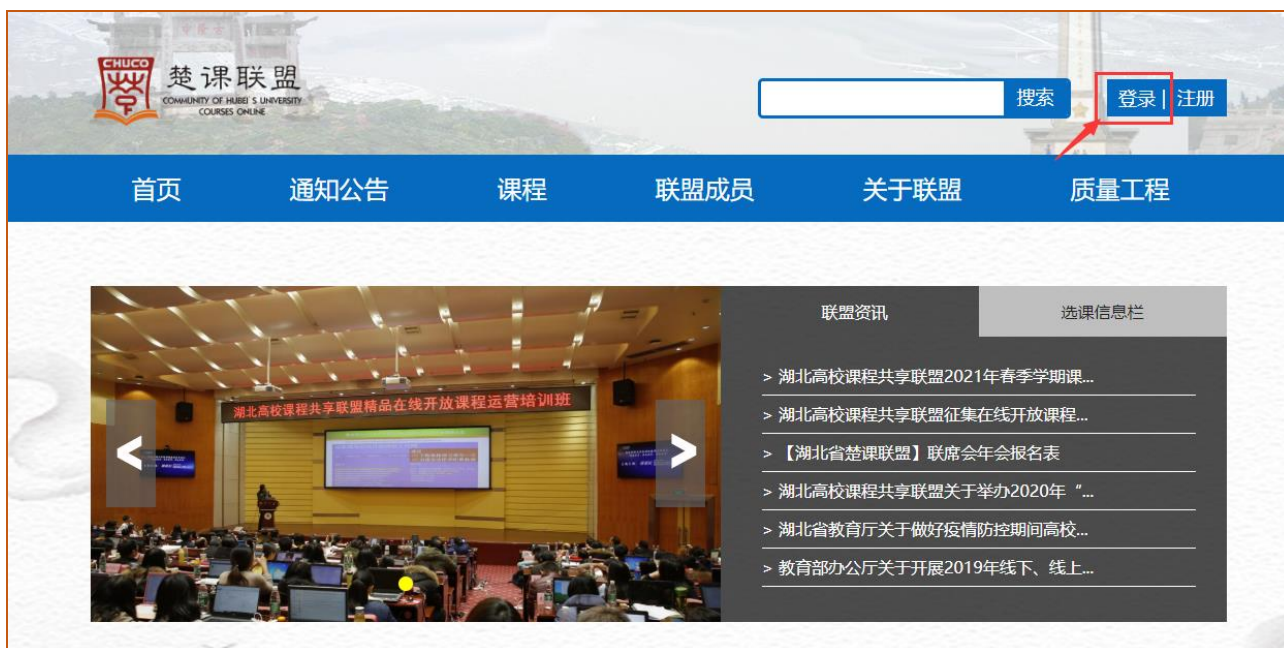 CHUCO
楚课联盟
COMMUNITY OF HUBEI S UNIVERSITY
COURSES ONLINE
搜索
登录 | 注册
首页 通知公告 课程 联盟成员 关于联盟 质量工程
湖北高校课程共享联盟精品在线开放课程运营培训班
<
>
联盟资讯 选课信息栏
> 湖北高校课程共享联盟2021年春季学期课...
> 湖北高校课程共享联盟征集在线开放课程...
> 【湖北省楚课联盟】联席会年会报名表
> 湖北高校课程共享联盟关于举办2020年“...
> 湖北省教育厅关于做好疫情防控期间高校...
> 教育部办公厅关于开展2019年线下、线上...